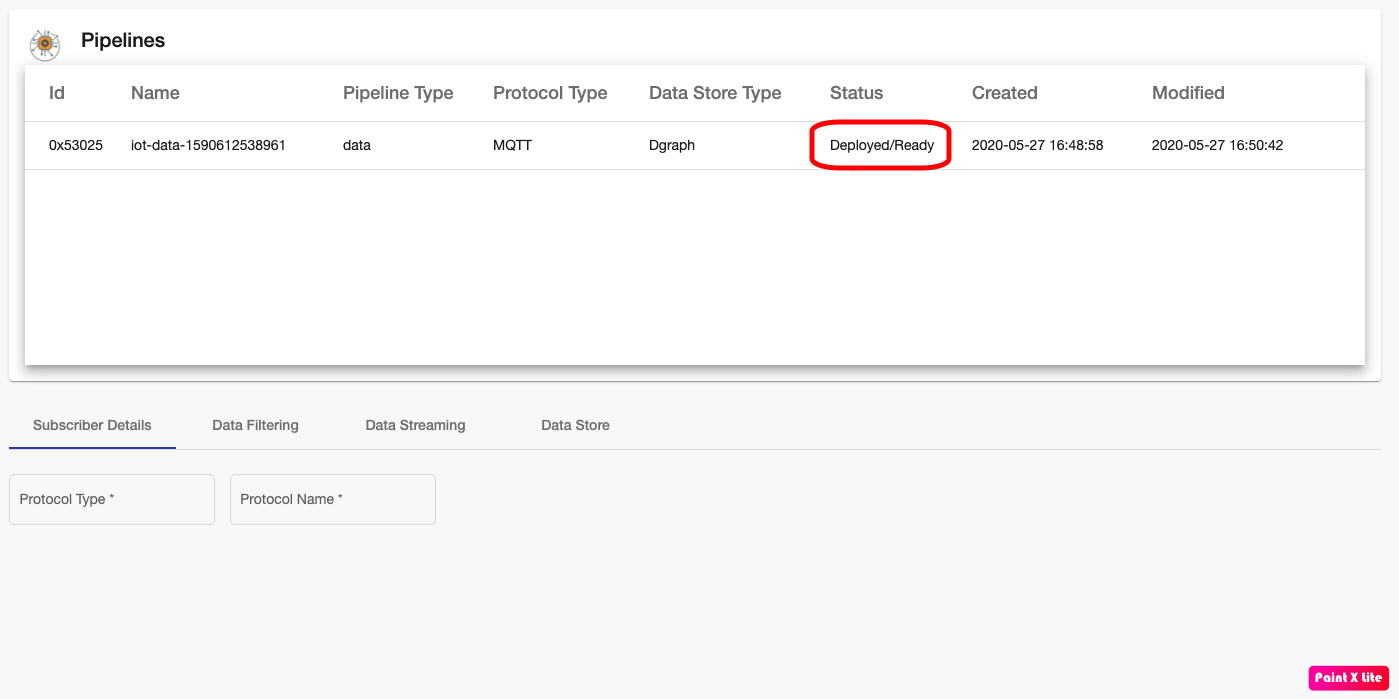 Pipelines
Id Name Pipeline Type Protocol Type Data Store Type Status Created Modified
0x53025 iot-data-1590612538961 data MQTT Dgraph Deployed/Ready 2020-05-27 16:48:58 2020-05-27 16:50:42
Subscriber Details Data Filtering Data Streaming Data Store
Protocol Type * Protocol Name *
Paint X Lite